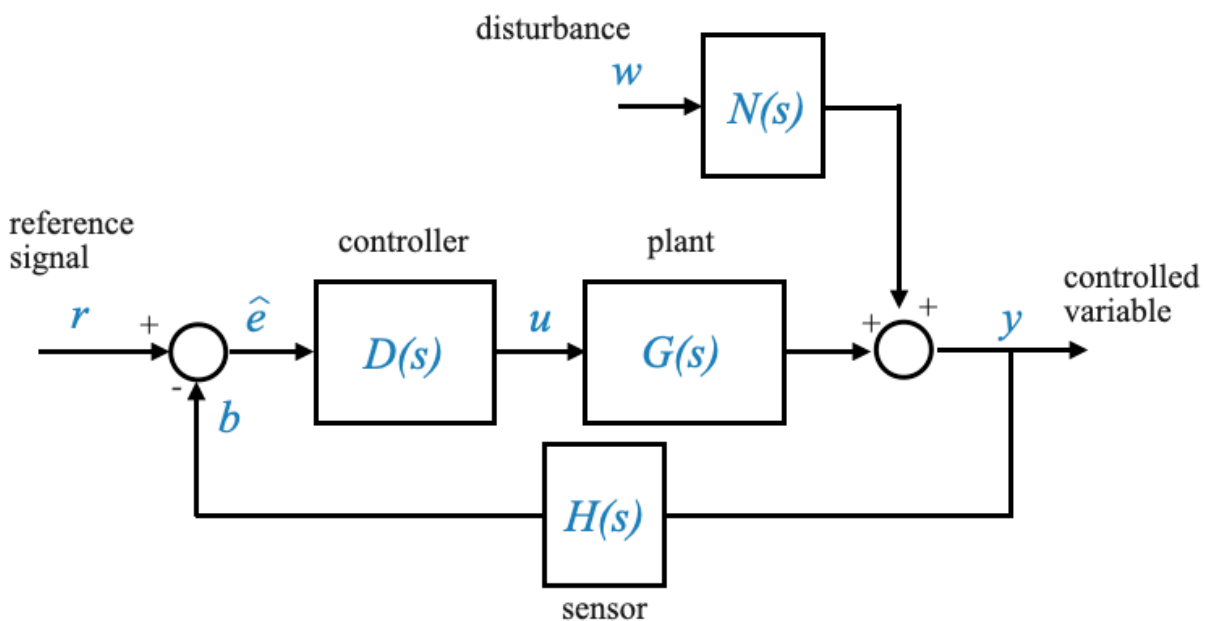 disturbance
w
N(s)
reference
signal
controller
plant
controlled
variable
r
+
ê
D(s)
u
G(s)
+
+
y
-
b
H(s)
sensor